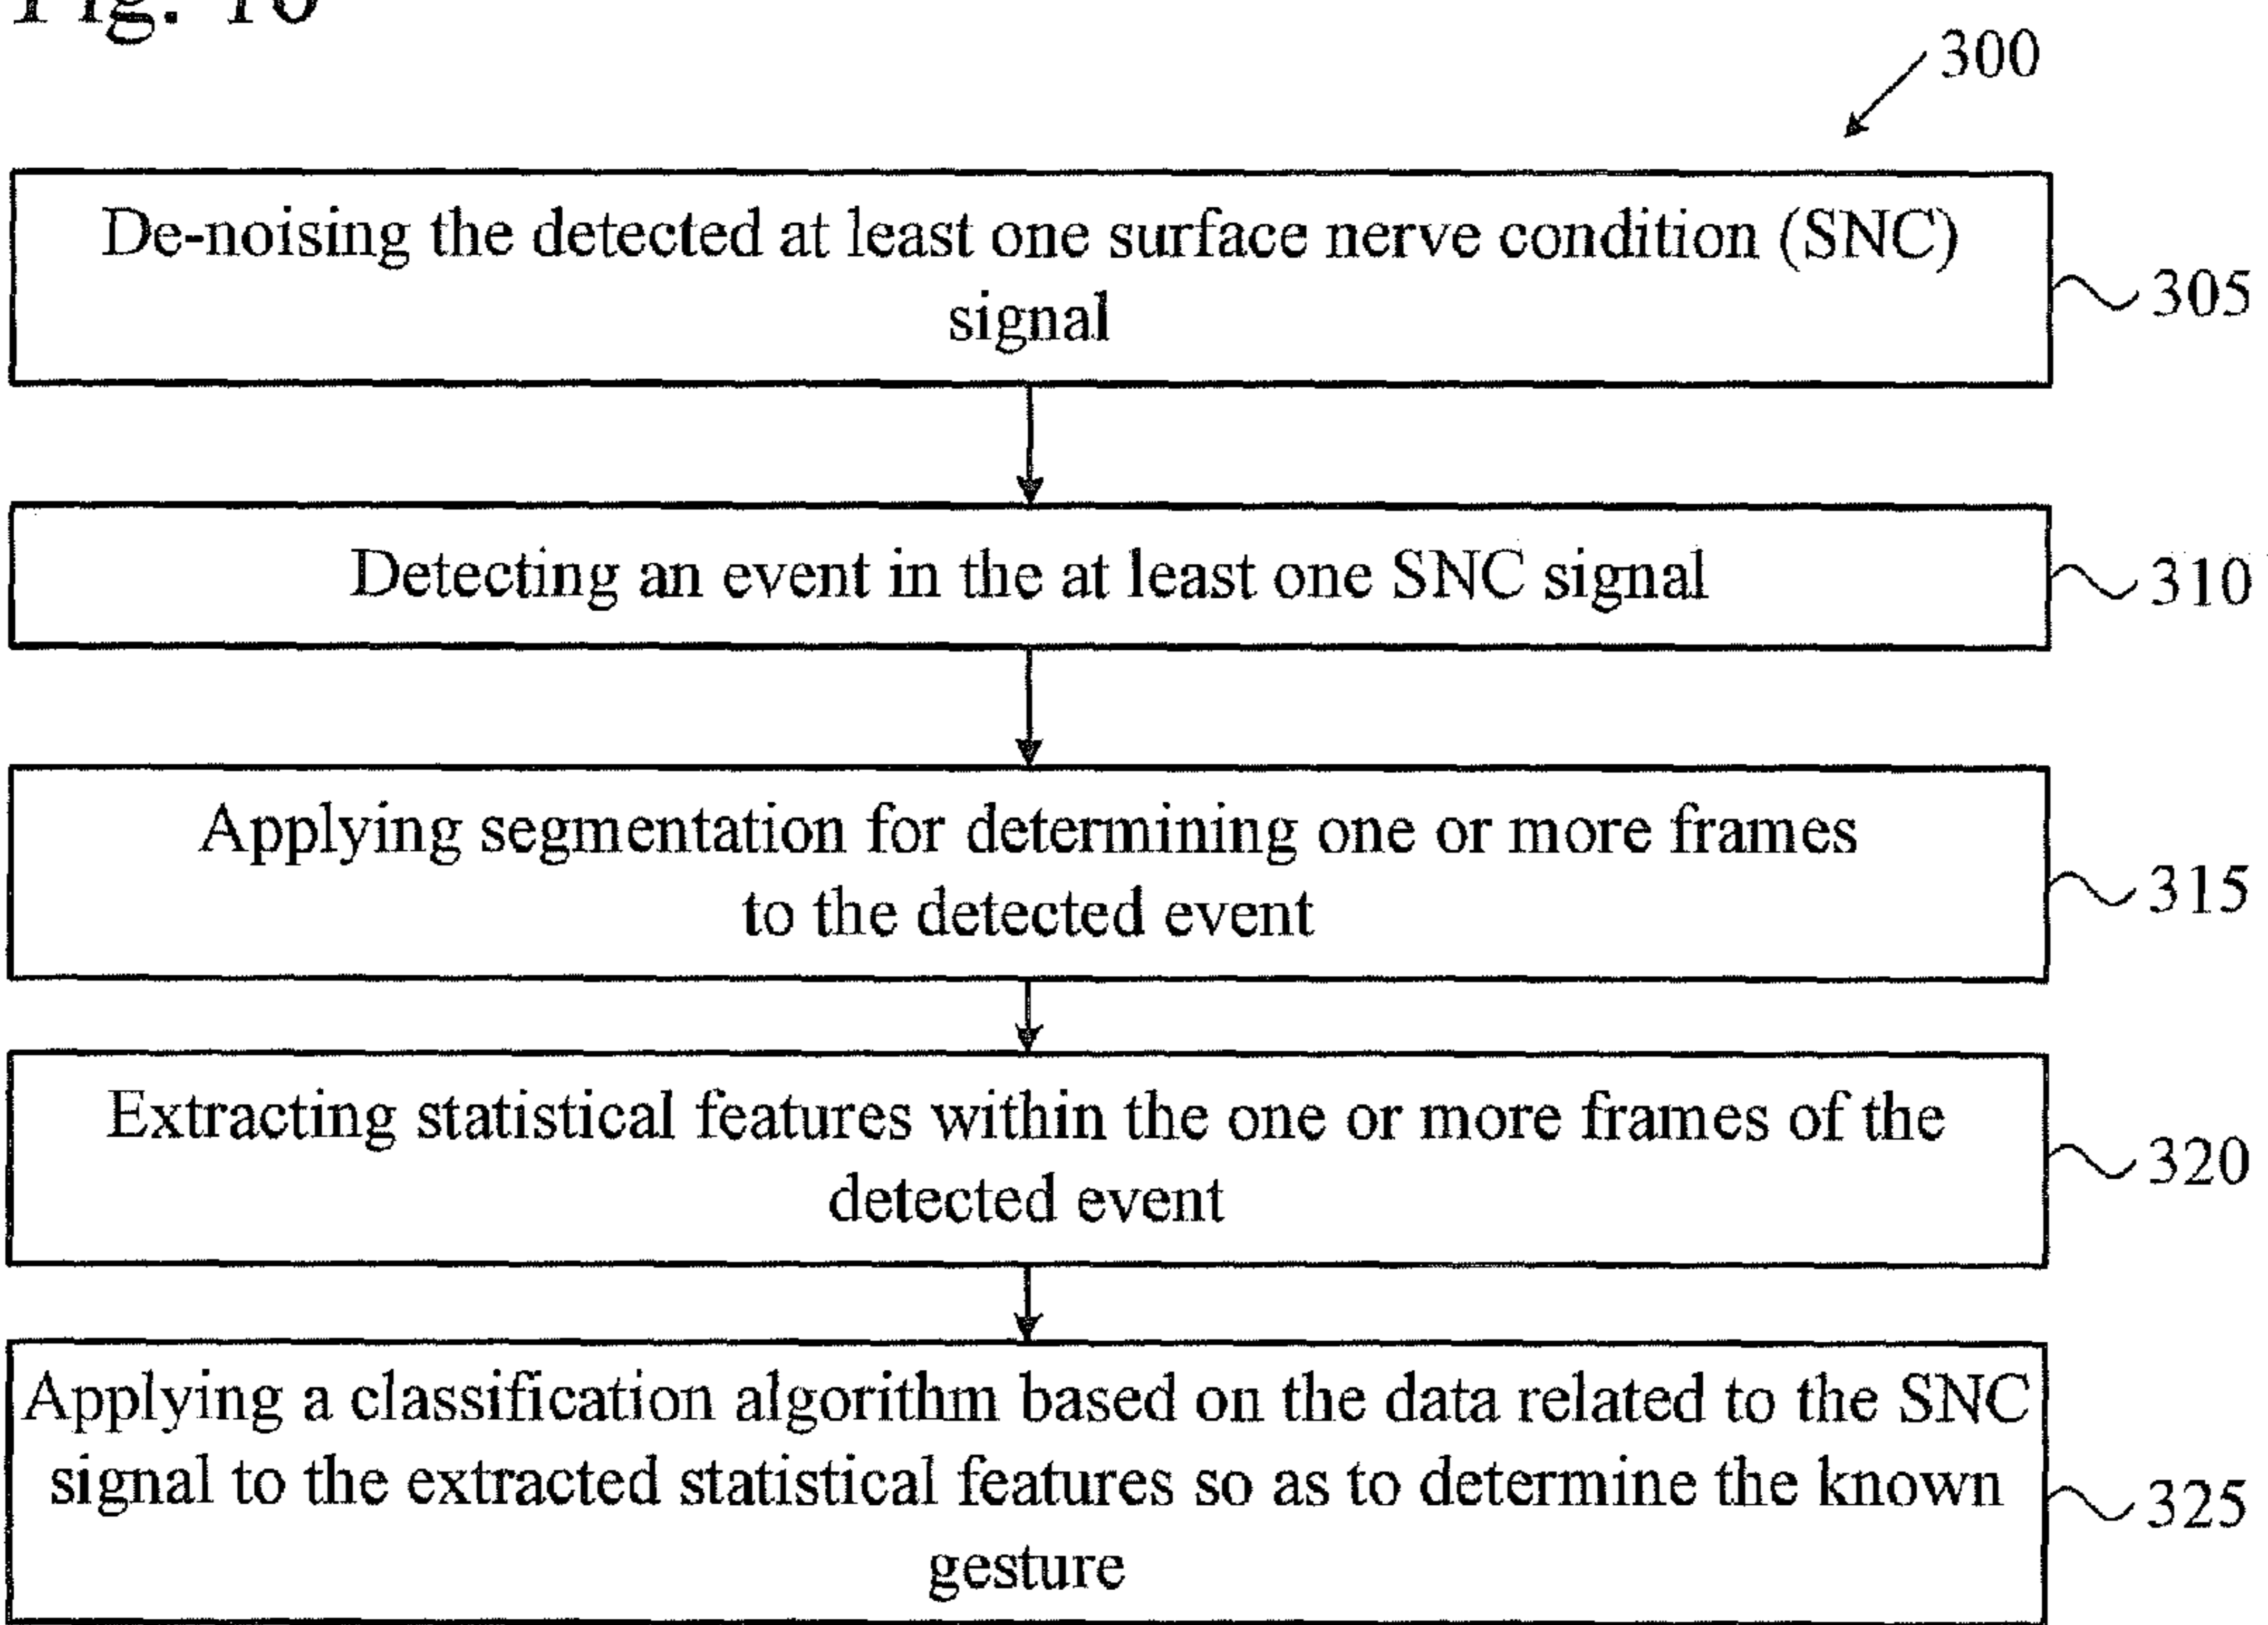 300
De-noising the detected at least one surface nerve condition (SNC)
signal
305
Detecting an event in the at least one SNC signal
310
Applying segmentation for determining one or more frames
to the detected event
315
Extracting statistical features within the one or more frames of the
detected event
320
Applying a classification algorithm based on the data related to the SNC
signal to the extracted statistical features so as to determine the known
gesture
325